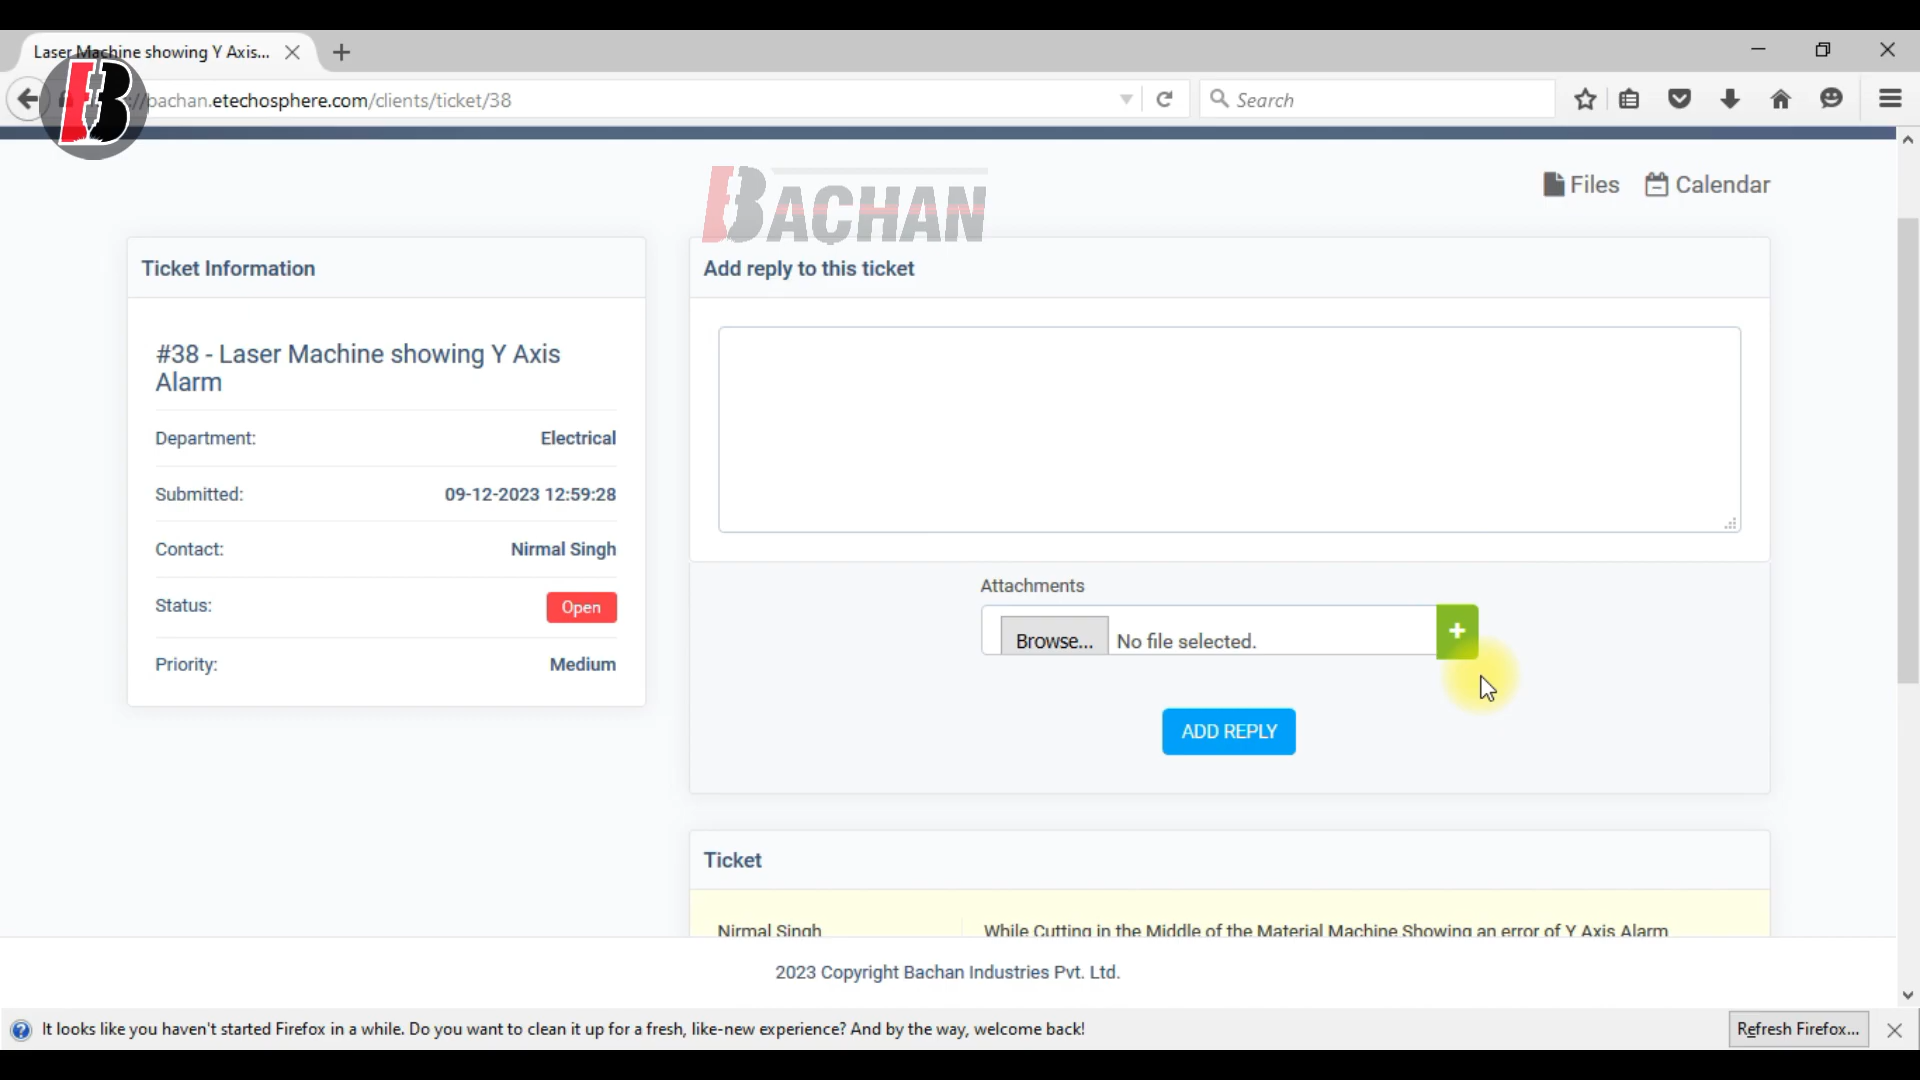 Laser Machine showing Y Axis...
bachan.etechosphere.com/clients/ticket/38
Search
B
BACHAN
Files
Calendar
Ticket Information
#38 - Laser Machine showing Y Axis
Alarm
Department:
Electrical
Submitted:
09-12-2023 12:59:28
Contact:
Nirmal Singh
Status:
Open
Priority:
Medium
Add reply to this ticket
Attachments
Browse...
No file selected.
+
ADD REPLY
Ticket
Nirmal Singh
While Cutting in the Middle of the Material Machine Showing an error of Y Axis Alarm
2023 Copyright Bachan Industries Pvt. Ltd.
It looks like you haven't started Firefox in a while. Do you want to clean it up for a fresh, like-new experience? And by the way, welcome back!
Refresh Firefox...